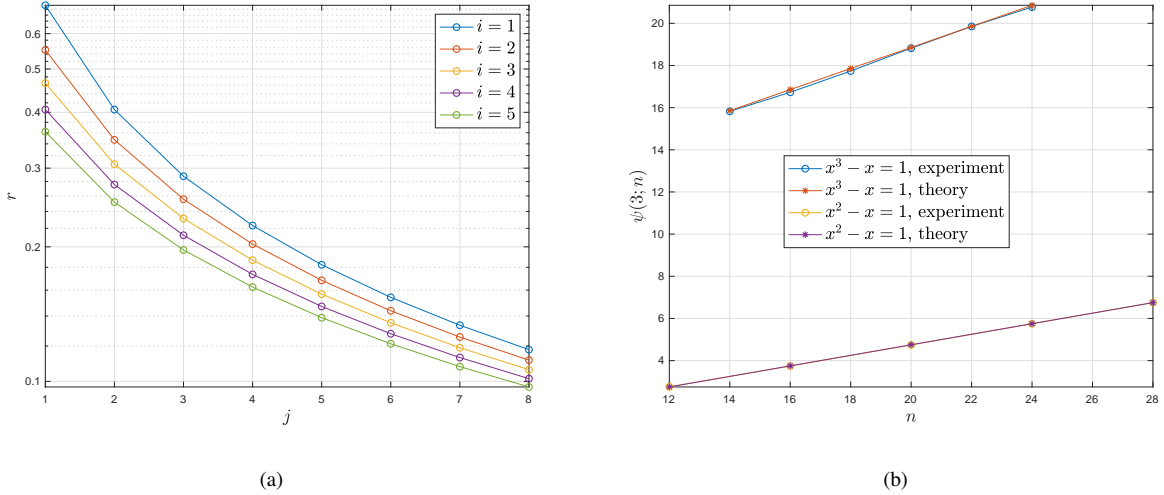 0.6
0.5
0.4
0.3
0.2
0.1
r
1 2 3 4 5 6 7 8
j
i = 1
i = 2
i = 3
i = 4
i = 5
(a)
20
18
16
14
12
10
8
6
4
ψ(3; n)
12 14 16 18 20 22 24 26 28
n
x³ − x = 1, experiment
x³ − x = 1, theory
x² − x = 1, experiment
x² − x = 1, theory
(b)